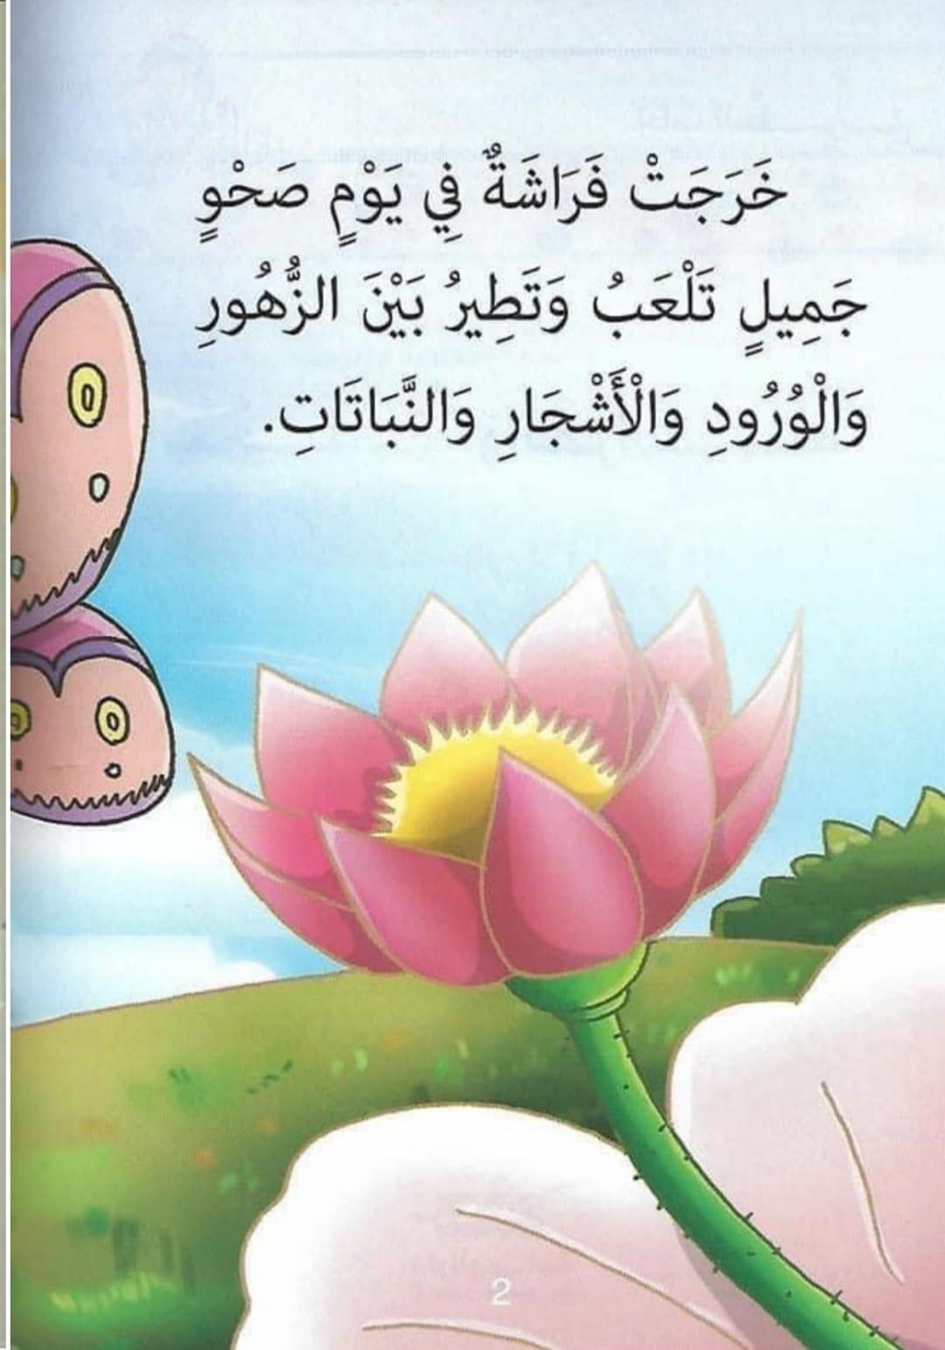 خَرَجَتْ فَرَاشَةٌ فِي يَوْمٍ صَحْوٍ
جَمِيلٍ تَلْعَبُ وَتَطِيرُ بَيْنَ الزُّهُورِ
وَالْوُرُودِ وَالْأَشْجَارِ وَالنَّبَاتَاتِ.
2